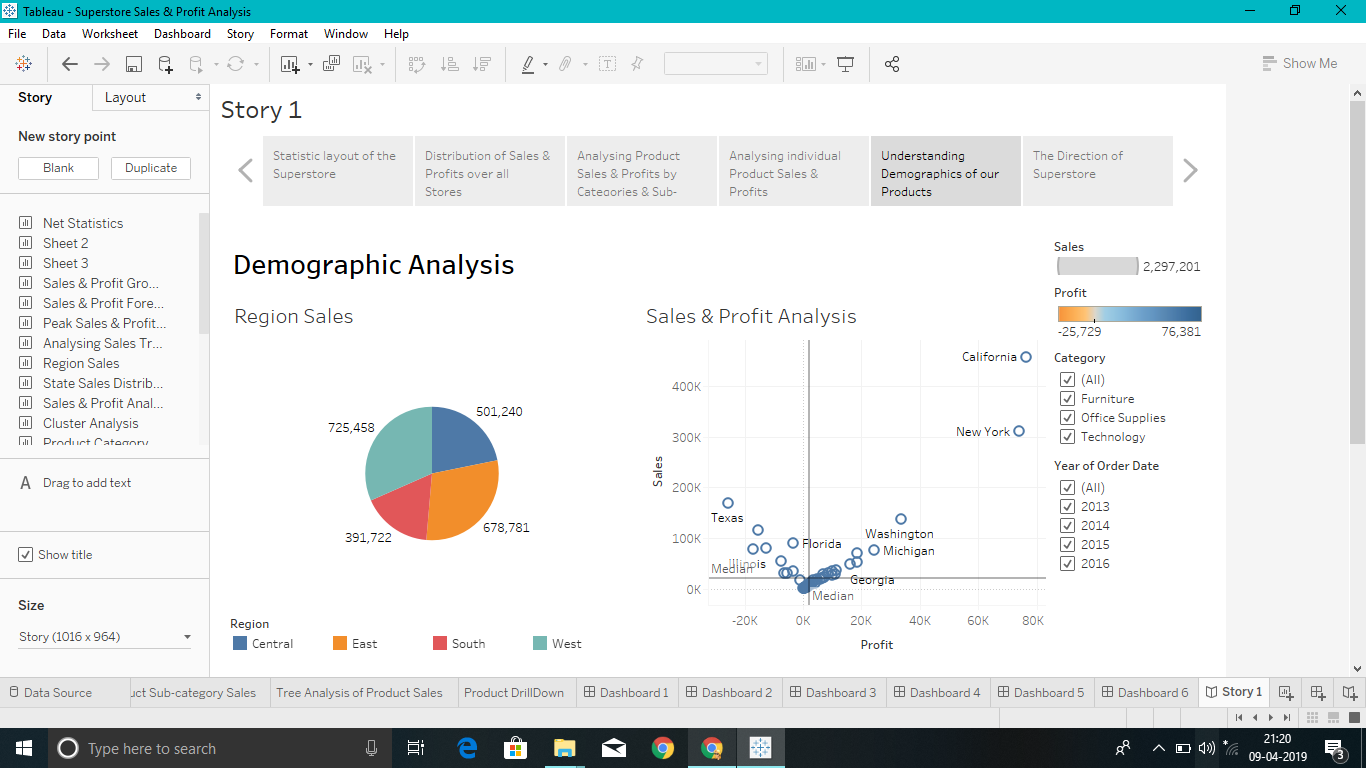 Tableau - Superstore Sales & Profit Analysis
File Data Worksheet Dashboard Story Format Window Help
Show Me
Story Layout
New story point
Blank Duplicate
Net Statistics
Sheet 2
Sheet 3
Sales & Profit Gro...
Sales & Profit Fore...
Peak Sales & Profit...
Analysing Sales Tr...
Region Sales
State Sales Distrib...
Sales & Profit Anal...
Cluster Analysis
Product Category
A Drag to add text
Show title
Size
Story (1016 x 964)
Story 1
Statistic layout of the
Superstore
Distribution of Sales &
Profits over all
Stores
Analysing Product
Sales & Profits by
Categories & Sub-
Analysing individual
Product Sales &
Profits
Understanding
Demographics of our
Products
The Direction of
Superstore
Demographic Analysis
Region Sales
501,240
725,458
678,781
391,722
Region
Central East South West
Sales & Profit Analysis
California
400K
New York
300K
Sales
200K
Texas
Washington
100K
Florida
Michigan
Illinois
Median
Georgia
0K
Median
-20K 0K 20K 40K 60K 80K
Profit
Sales
2,297,201
Profit
-25,729 76,381
Category
(All)
Furniture
Office Supplies
Technology
Year of Order Date
(All)
2013
2014
2015
2016
Data Source uct Sub-category Sales Tree Analysis of Product Sales Product DrillDown Dashboard 1 Dashboard 2 Dashboard 3 Dashboard 4 Dashboard 5 Dashboard 6 Story 1
Type here to search
21:20
09-04-2019
3